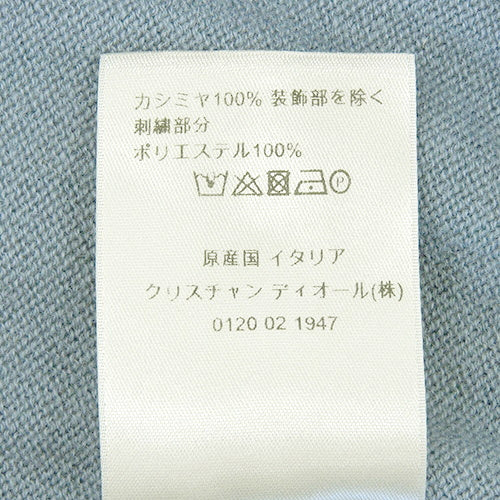 カシミヤ100% 装飾部を除く
刺繍部分
ポリエステル100%
P
原産国 イタリア
クリスチャン ディオール(株)
0120 02 1947